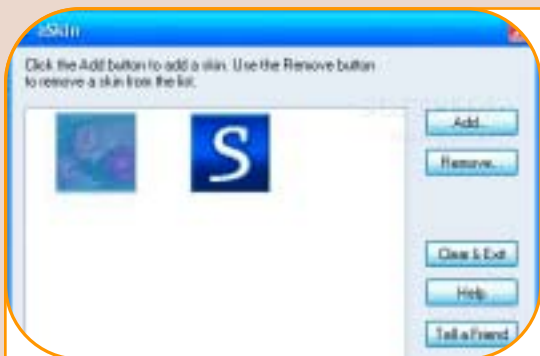 aSkin
Click the Add button to add a skin. Use the Remove button
to remove a skin from the list.
S
Add...
Remove...
Clear & Exit
Help
Tell a Friend